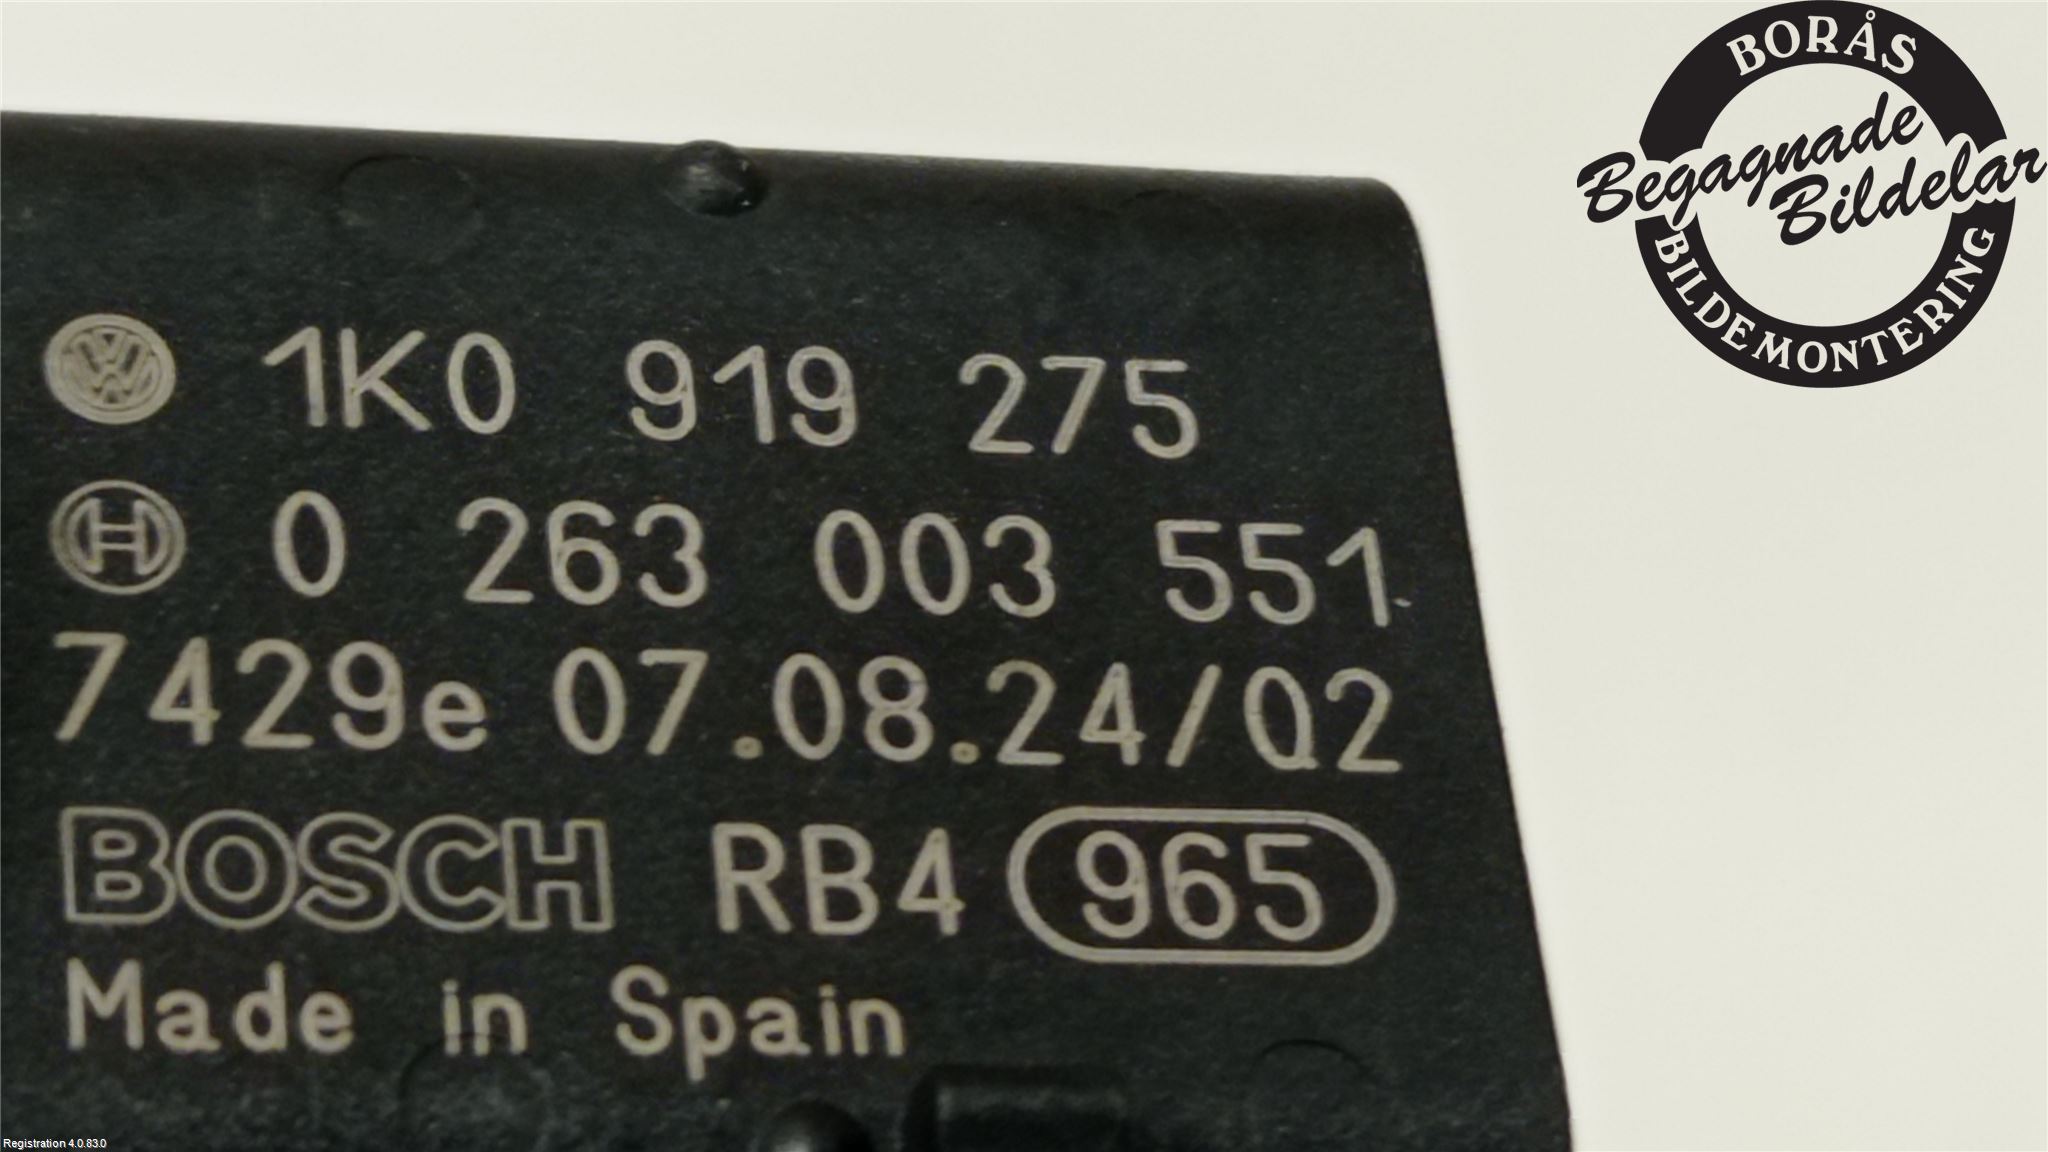 BORÅS
Begagnade
Bildelar
BILDEMONTERING
1K0 919 275
0 263 003 551
7429e 07.08.24/02
BOSCH RB4 965
Made in Spain
Registration 4.0.83.0